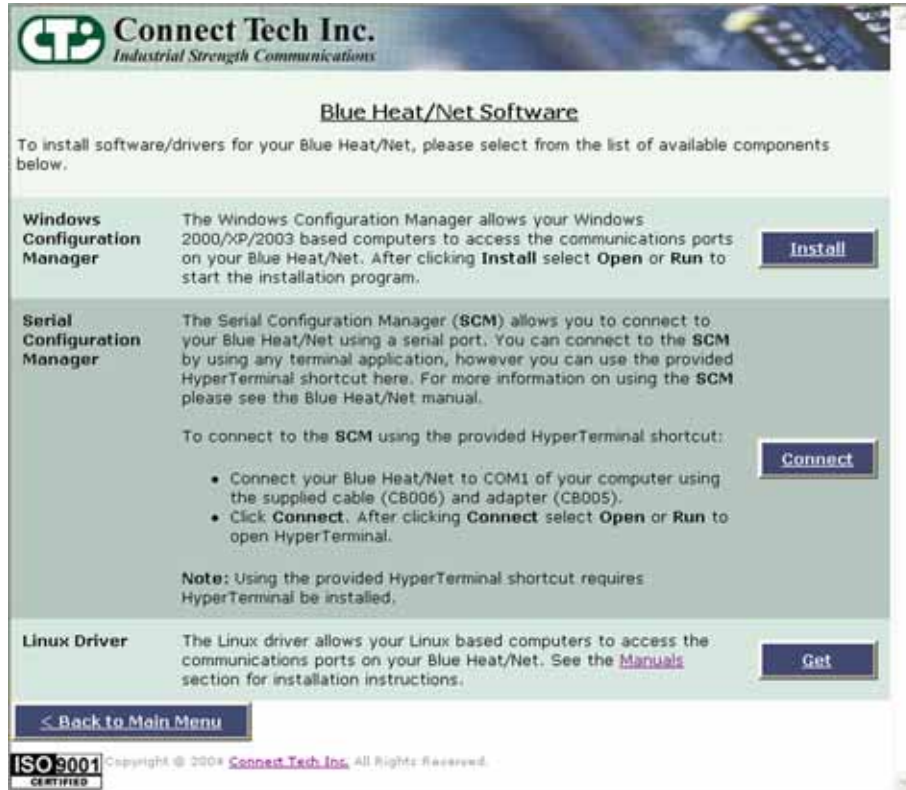 CTi Connect Tech Inc.
Industrial Strength Communications
Blue Heat/Net Software
To install software/drivers for your Blue Heat/Net, please select from the list of available components
below.
Windows
Configuration
Manager
The Windows Configuration Manager allows your Windows
2000/XP/2003 based computers to access the communications ports
on your Blue Heat/Net. After clicking Install select Open or Run to
start the installation program.
Install
Serial
Configuration
Manager
The Serial Configuration Manager (SCM) allows you to connect to
your Blue Heat/Net using a serial port. You can connect to the SCM
by using any terminal application, however you can use the provided
HyperTerminal shortcut here. For more information on using the SCM
please see the Blue Heat/Net manual.
To connect to the SCM using the provided HyperTerminal shortcut:
• Connect your Blue Heat/Net to COM1 of your computer using
the supplied cable (CB006) and adapter (CB005).
• Click Connect. After clicking Connect select Open or Run to
open HyperTerminal.
Note: Using the provided HyperTerminal shortcut requires
HyperTerminal be installed.
Connect
Linux Driver
The Linux driver allows your Linux based computers to access the
communications ports on your Blue Heat/Net. See the Manuals
section for installation instructions.
Get
< Back to Main Menu
ISO 9001
CERTIFIED
Copyright © 2004 Connect Tech Inc. All Rights Reserved.